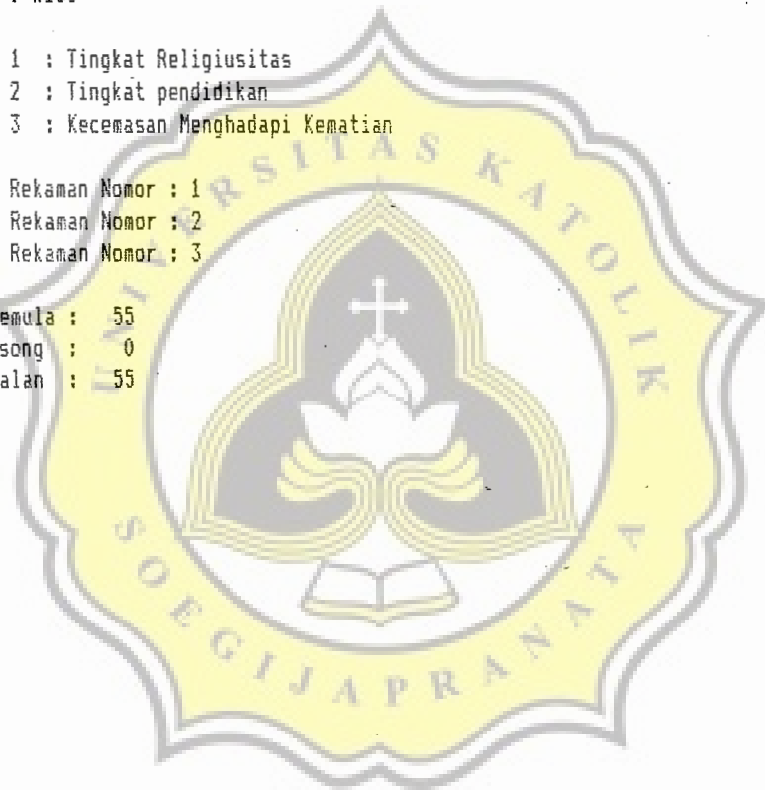 1 : Tingkat Religiusitas
2 : Tingkat pendidikan
3 : Kecemasan Menghadapi Kematian
Rekaman Nomor : 1
Rekaman Nomor : 2
Rekaman Nomor : 3
emula : 55
song : 0
alan : 55
UNIVERSITAS KATOLIK
SOEGIJAPRANATA